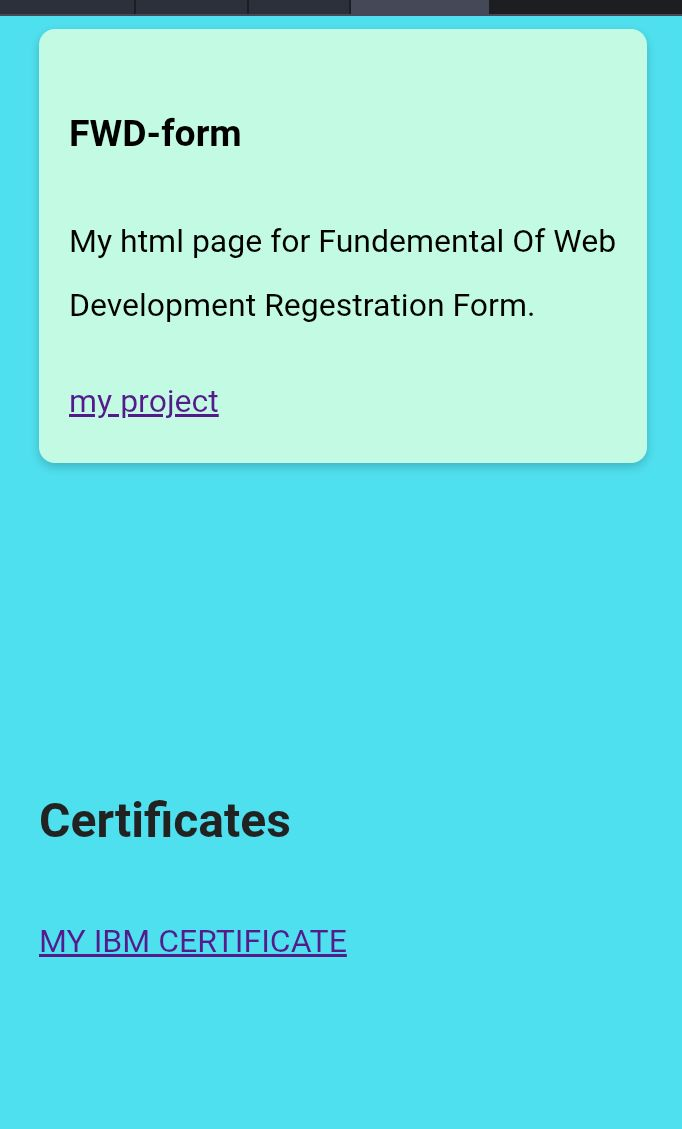 FWD-form
My html page for Fundemental Of Web
Development Regestration Form.
my project
Certificates
MY IBM CERTIFICATE